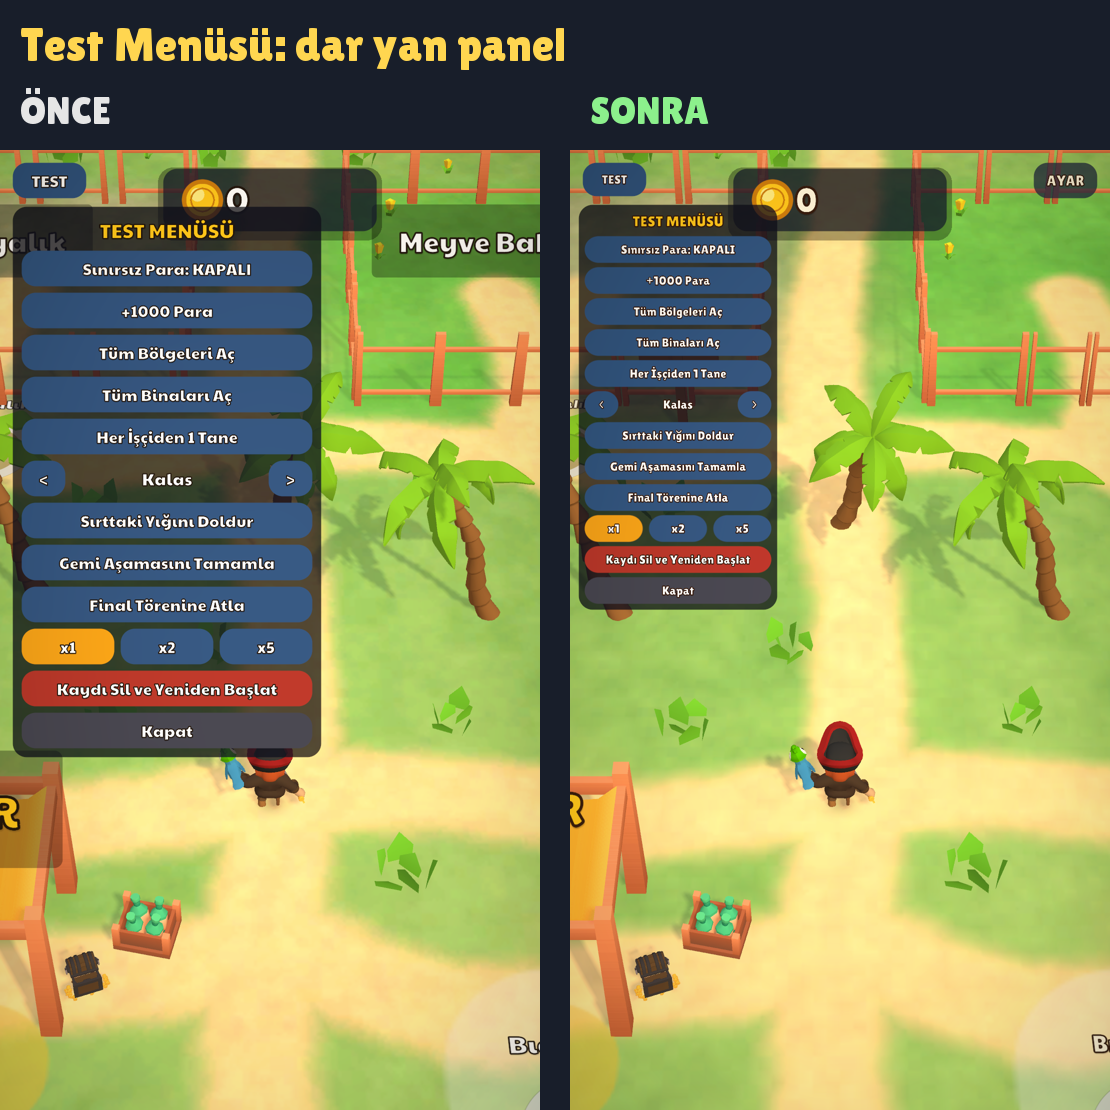 Test Menüsü: dar yan panel
ÖNCE
SONRA
TEST
0
yalık
Meyve Bal
TEST MENÜSÜ
Sınırsız Para: KAPALI
+1000 Para
Tüm Bölgeleri Aç
Tüm Binaları Aç
Her İşçiden 1 Tane
< Kalas >
Sırttaki Yığını Doldur
Gemi Aşamasını Tamamla
Final Törenine Atla
x1 x2 x5
Kaydı Sil ve Yeniden Başlat
Kapat
R
TEST
0
AYAR
TEST MENÜSÜ
Sınırsız Para: KAPALI
+1000 Para
Tüm Bölgeleri Aç
Tüm Binaları Aç
Her İşçiden 1 Tane
< Kalas >
Sırttaki Yığını Doldur
Gemi Aşamasını Tamamla
Final Törenine Atla
x1 x2 x5
Kaydı Sil ve Yeniden Başlat
Kapat
R